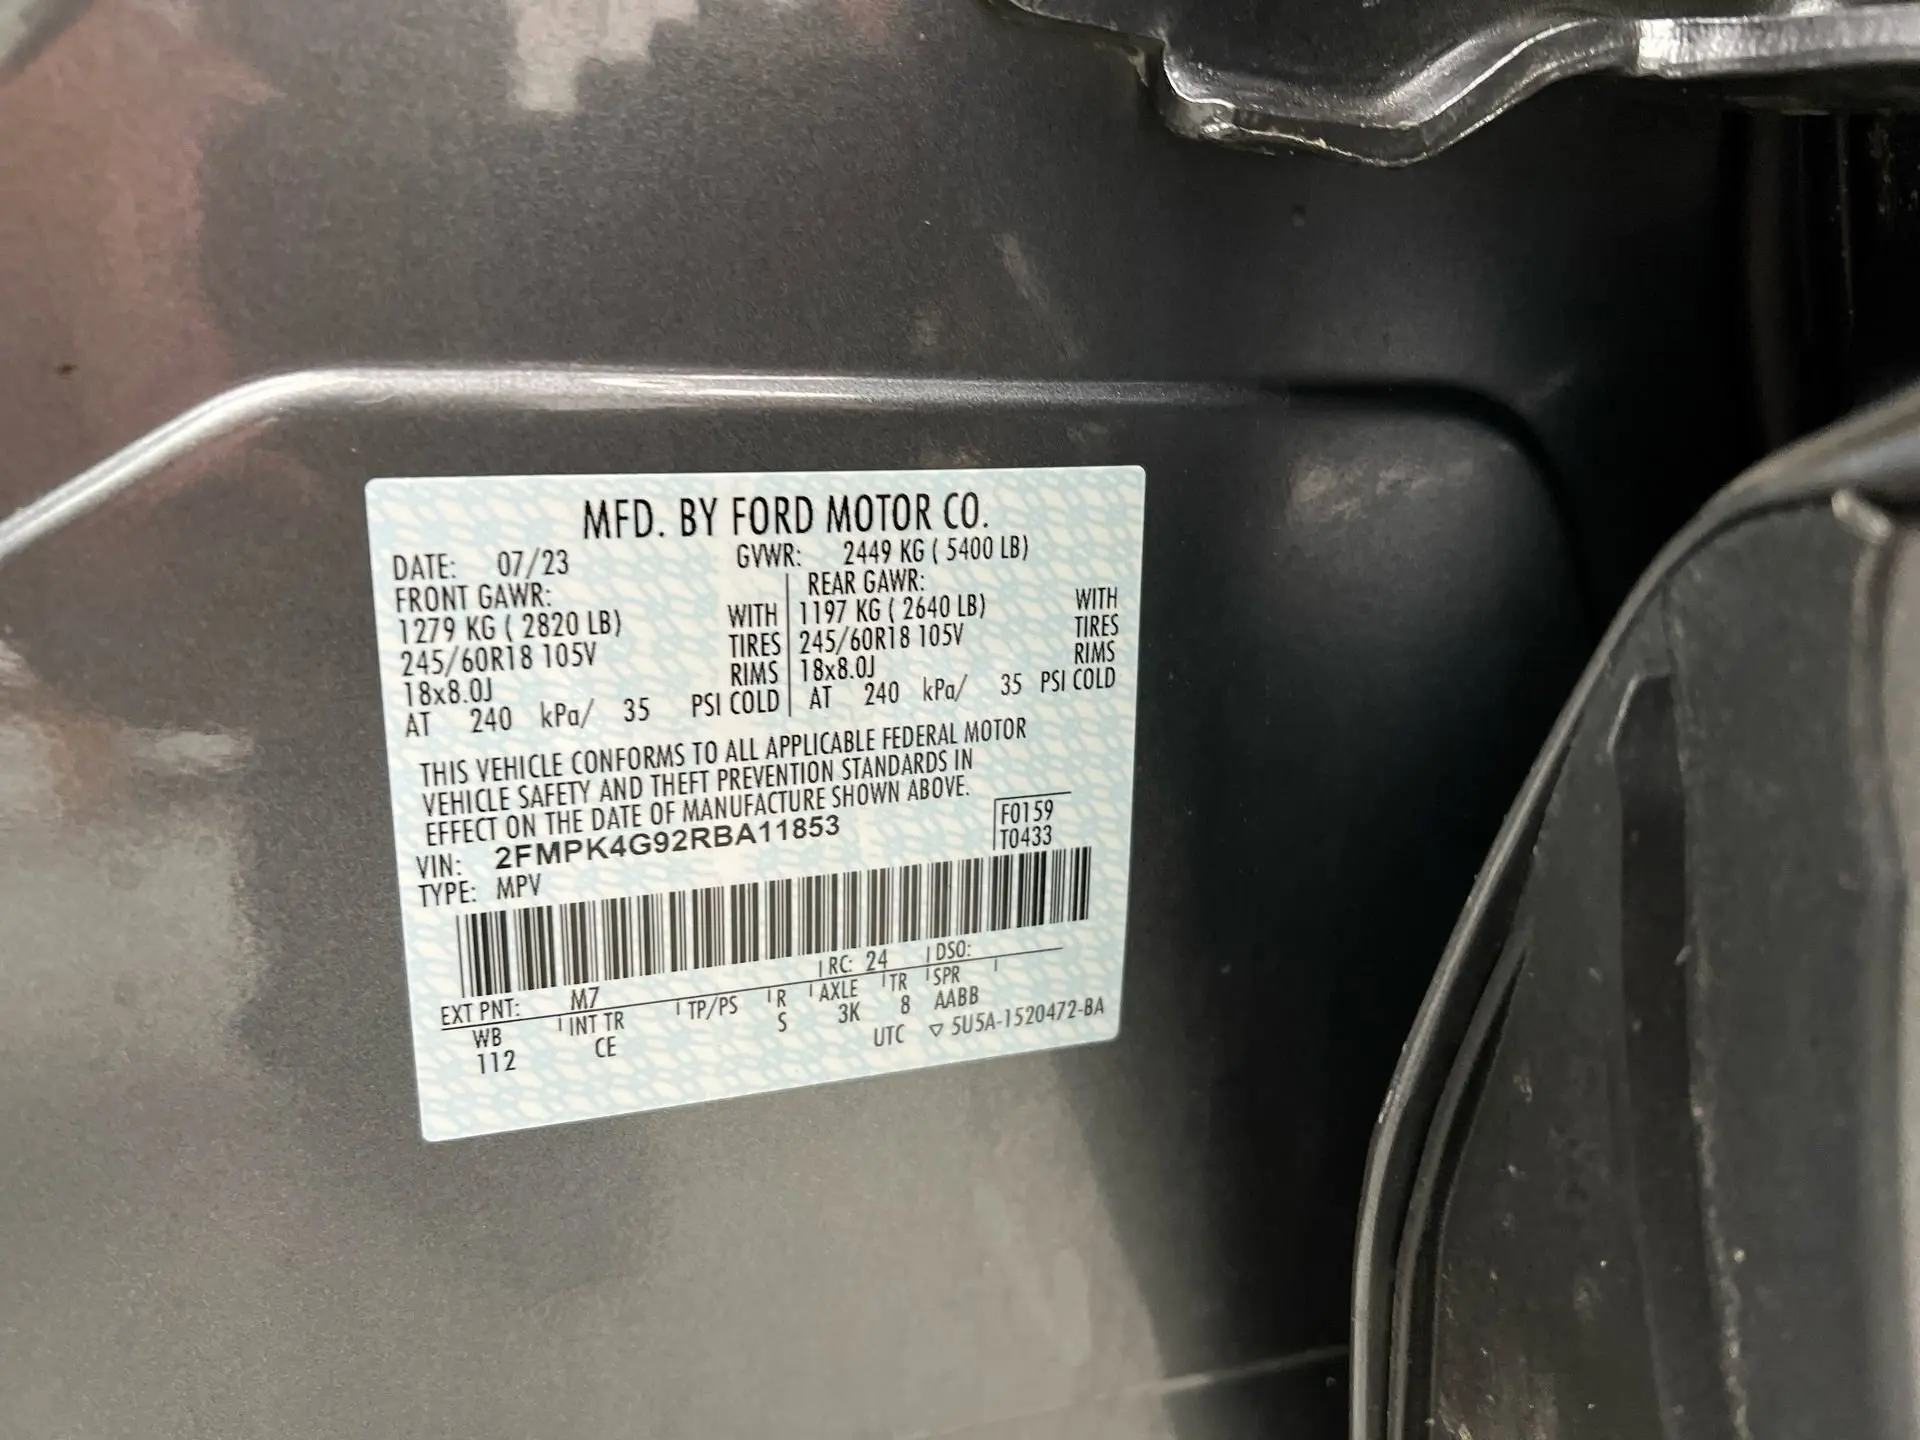 MFD. BY FORD MOTOR CO.
DATE: 07/23 GVWR: 2449 KG ( 5400 LB)
FRONT GAWR: REAR GAWR:
1279 KG ( 2820 LB) WITH 1197 KG ( 2640 LB) WITH
245/60R18 105V TIRES 245/60R18 105V TIRES
18x8.0J RIMS 18x8.0J RIMS
AT 240 kPa/ 35 PSI COLD AT 240 kPa/ 35 PSI COLD
THIS VEHICLE CONFORMS TO ALL APPLICABLE FEDERAL MOTOR
VEHICLE SAFETY AND THEFT PREVENTION STANDARDS IN
EFFECT ON THE DATE OF MANUFACTURE SHOWN ABOVE.
VIN: 2FMPK4G92RBA11853 F0159
TYPE: MPV T0433
EXT PNT: M7 RC: 24 DSO:
WB INT TR TP/PS R AXLE TR SPR
112 CE S 3K 8 AABB
UTC ▽ 5U5A-1520472-BA